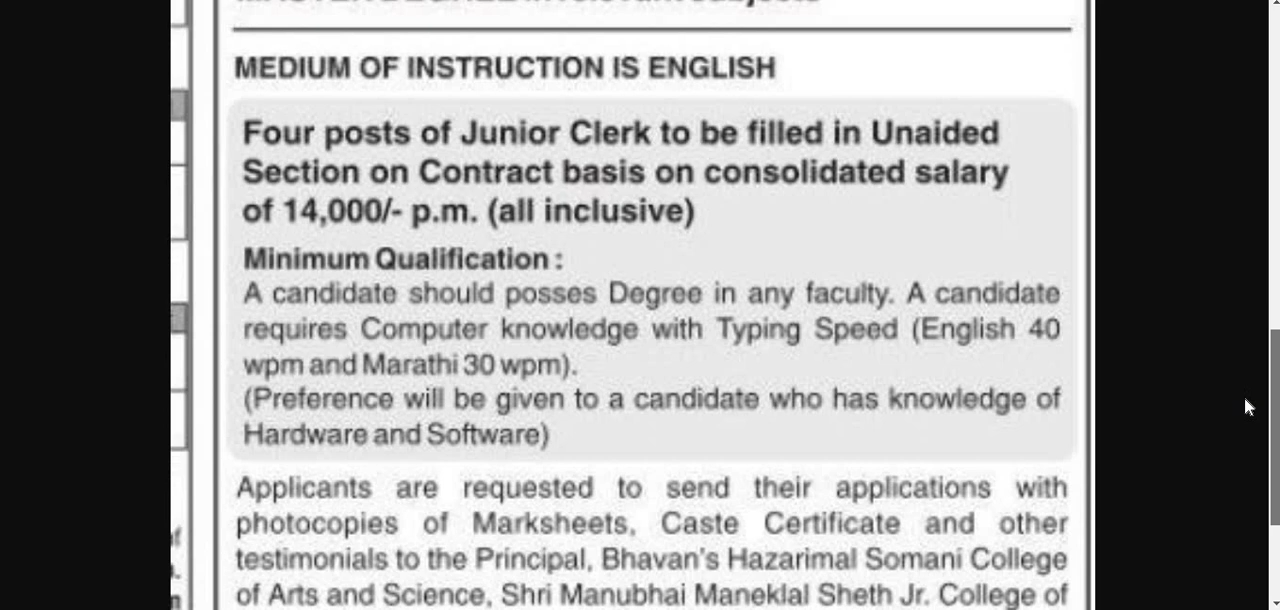 MEDIUM OF INSTRUCTION IS ENGLISH
Four posts of Junior Clerk to be filled in Unaided
Section on Contract basis on consolidated salary
of 14,000/- p.m. (all inclusive)
Minimum Qualification :
A candidate should posses Degree in any faculty. A candidate
requires Computer knowledge with Typing Speed (English 40
wpm and Marathi 30 wpm).
(Preference will be given to a candidate who has knowledge of
Hardware and Software)
Applicants are requested to send their applications with
photocopies of Marksheets, Caste Certificate and other
testimonials to the Principal, Bhavan's Hazarimal Somani College
of Arts and Science, Shri Manubhai Maneklal Sheth Jr. College of